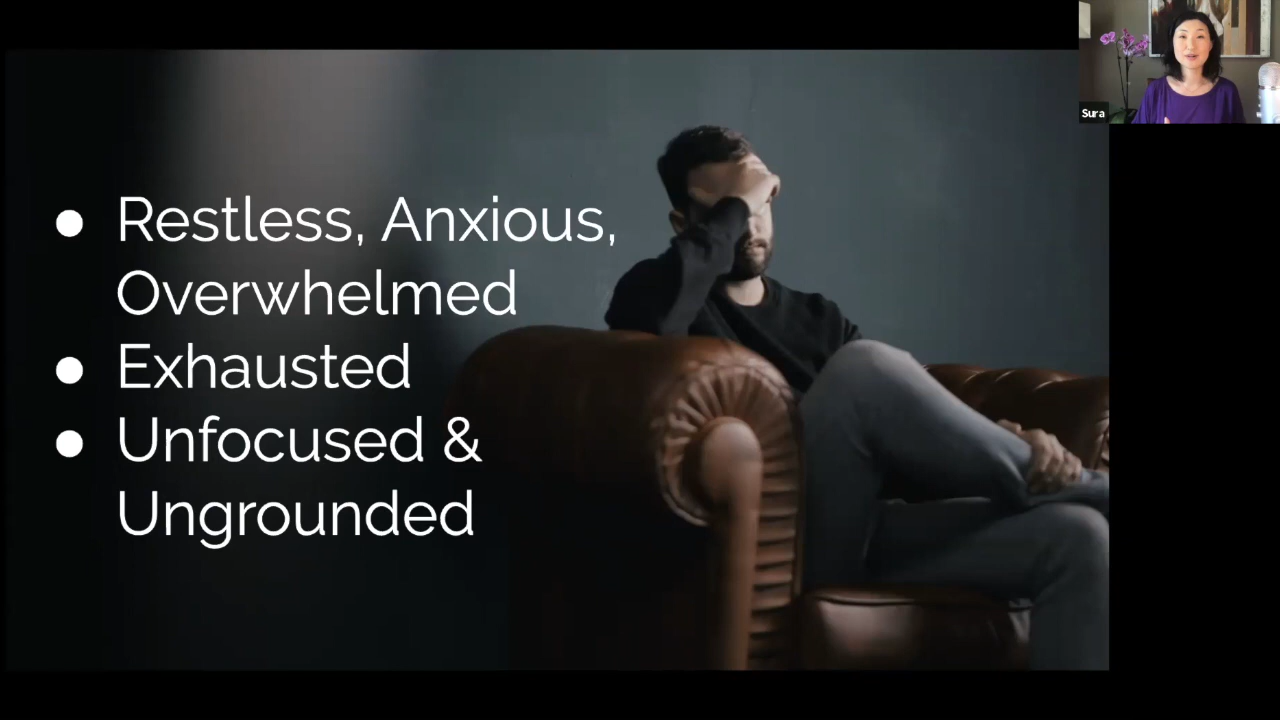 ● Restless, Anxious,
Overwhelmed
● Exhausted
● Unfocused &
Ungrounded
Sura